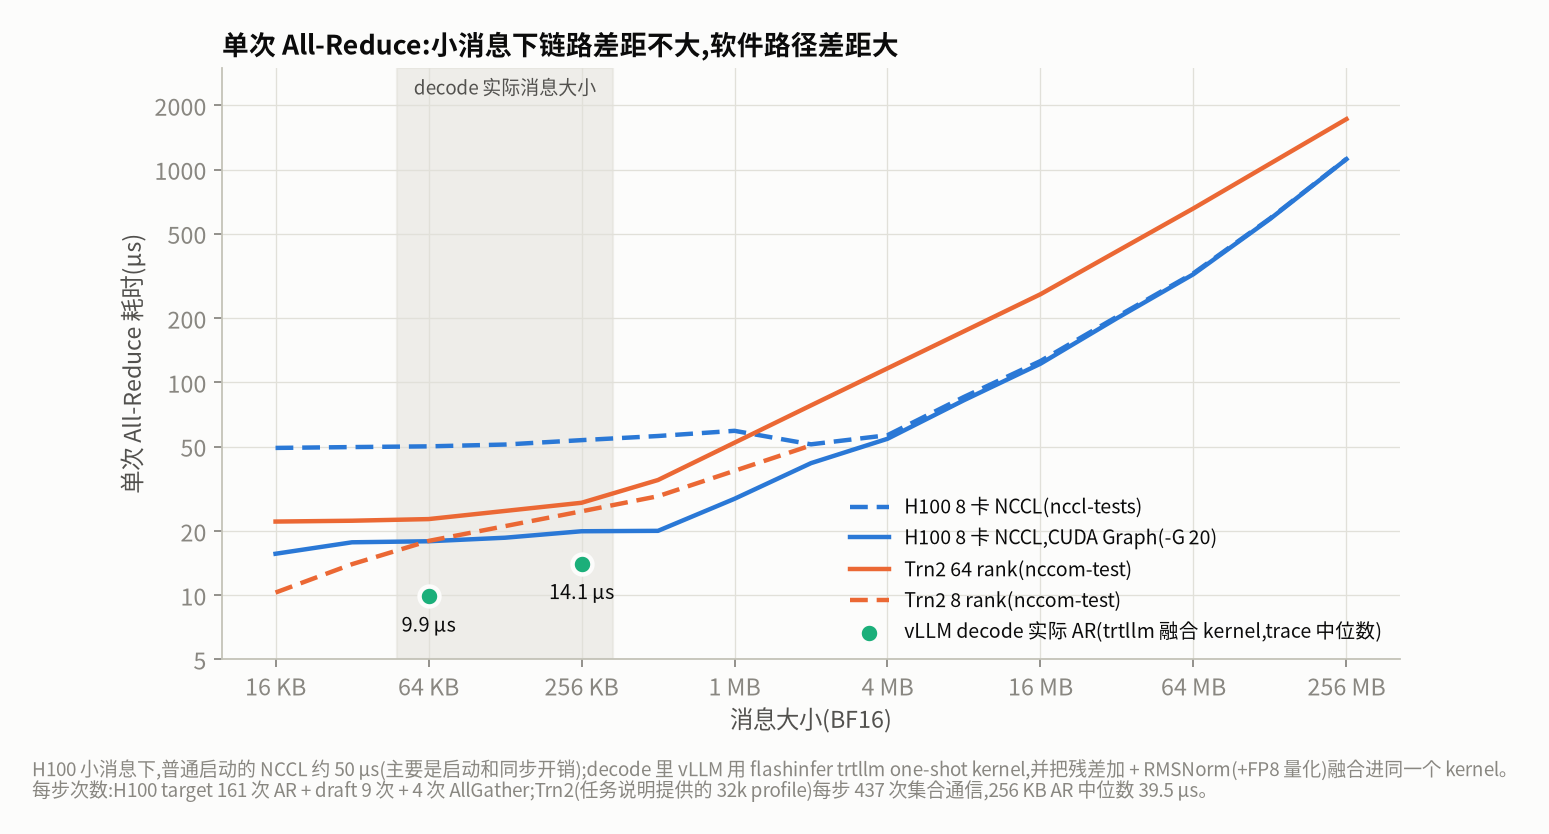 单次 All-Reduce:小消息下链路差距不大,软件路径差距大
decode 实际消息大小
单次 All-Reduce 耗时(µs)
2000
1000
500
200
100
50
20
10
5
9.9 µs
14.1 µs
H100 8 卡 NCCL(nccl-tests)
H100 8 卡 NCCL,CUDA Graph(-G 20)
Trn2 64 rank(nccom-test)
Trn2 8 rank(nccom-test)
vLLM decode 实际 AR(trtllm 融合 kernel,trace 中位数)
16 KB 64 KB 256 KB 1 MB 4 MB 16 MB 64 MB 256 MB
消息大小(BF16)
H100 小消息下,普通启动的 NCCL 约 50 µs(主要是启动和同步开销);decode 里 vLLM 用 flashinfer trtllm one-shot kernel,并把残差加 + RMSNorm(+FP8 量化)融合进同一个 kernel。
每步次数:H100 target 161 次 AR + draft 9 次 + 4 次 AllGather;Trn2(任务说明提供的 32k profile)每步 437 次集合通信,256 KB AR 中位数 39.5 µs。